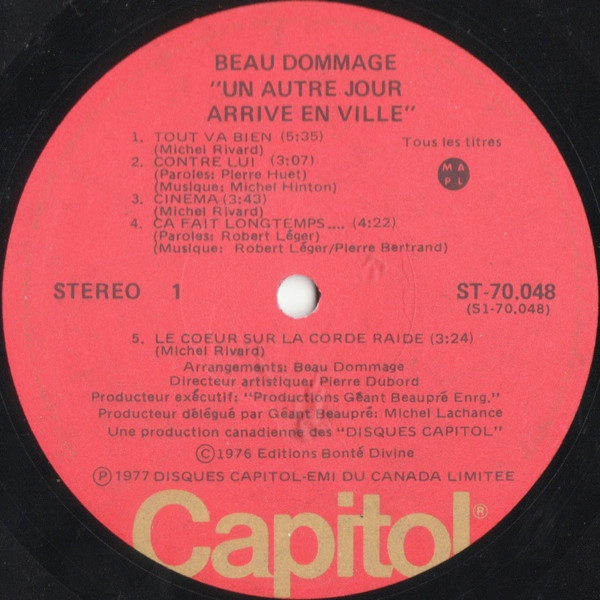 BEAU DOMMAGE
"UN AUTRE JOUR
ARRIVE EN VILLE"
1. TOUT VA BIEN (5:35)
(Michel Rivard)
Tous les titres
MAPL
2. CONTRE LUI (3:07)
(Paroles: Pierre Huet)
(Musique: Michel Hinton)
3. CINEMA (3:43)
(Michel Rivard)
4. ÇA FAIT LONGTEMPS.... (4:22)
(Paroles: Robert Léger)
(Musique: Robert Léger/Pierre Bertrand)
STEREO 1
ST-70.048
(S1-70.048)
5. LE COEUR SUR LA CORDE RAIDE (3:24)
(Michel Rivard)
Arrangements: Beau Dommage
Directeur artistique: Pierre Dubord
Producteur exécutif: "Productions Géant Beaupré Enrg."
Producteur délégué par Géant Beaupré: Michel Lachance
Une production canadienne des "DISQUES CAPITOL"
Ⓒ 1976 Editions Bonté Divine
Ⓟ 1977 DISQUES CAPITOL-EMI DU CANADA LIMITEE
Capitol®